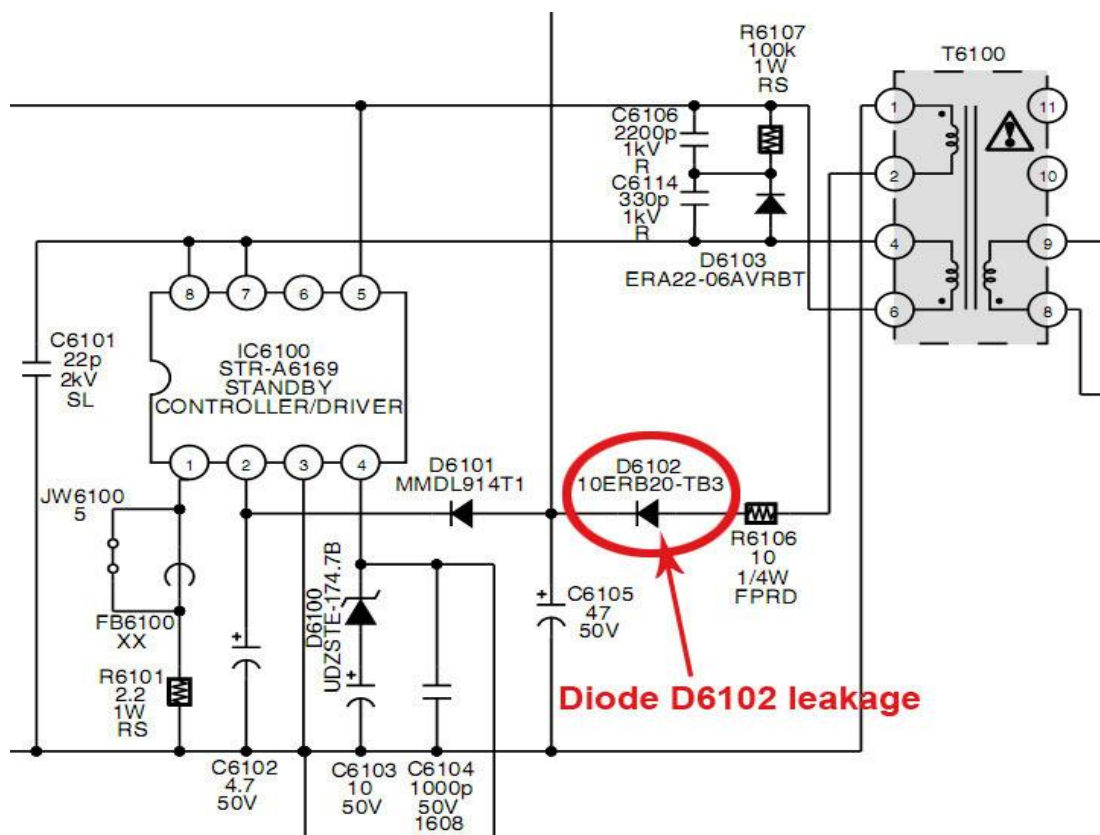 R6107
100k
1W
RS
T6100
C6106
2200p
1kV
R
C6114
330p
1kV
R
D6103
ERA22-06AVRBT
1
2
4
6
11
10
9
8
8
7
6
5
C6101
22p
2kV
SL
IC6100
STR-A6169
STANDBY
CONTROLLER/DRIVER
1
2
3
4
JW6100
5
FB6100
XX
R6101
2.2
1W
RS
D6101
MMDL914T1
D6102
10ERB20-TB3
R6106
10
1/4W
FPRD
D6100
UDZSTE-174.7B
+
+
+
C6105
47
50V
Diode D6102 leakage
C6102
4.7
50V
C6103
10
50V
C6104
1000p
50V
1608